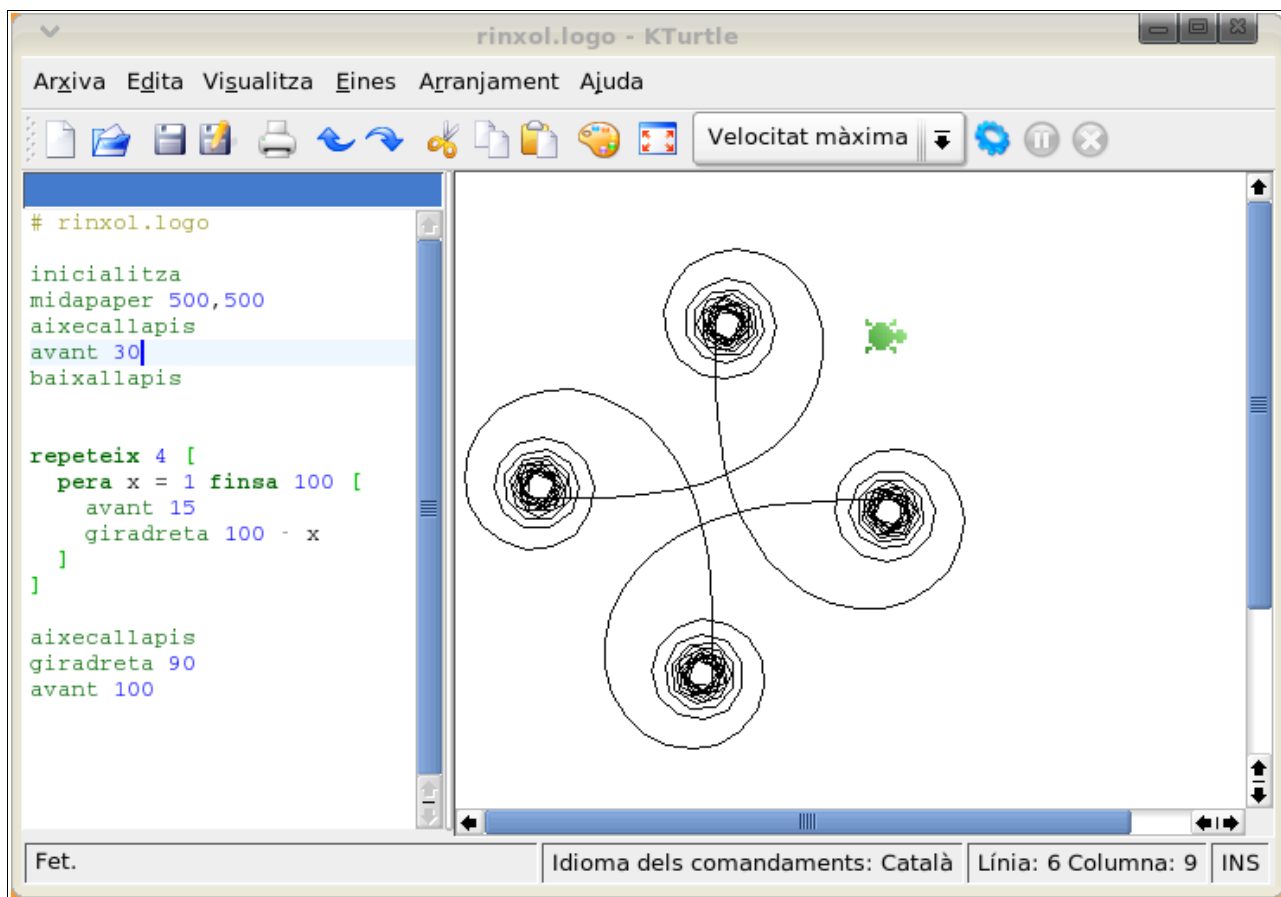 rinxol.logo - KTurtle
Arxiva Edita Visualitza Eines Arranjament Ajuda
Velocitat màxima
# rinxol.logo
inicialitza
midapaper 500,500
aixecallapis
avant 30
baixallapis
repeteix 4 [
pera x = 1 finsa 100 [
avant 15
giradreta 100 - x
]
]
aixecallapis
giradreta 90
avant 100
Fet.
Idioma dels comandaments: Català
Línia: 6 Columna: 9
INS